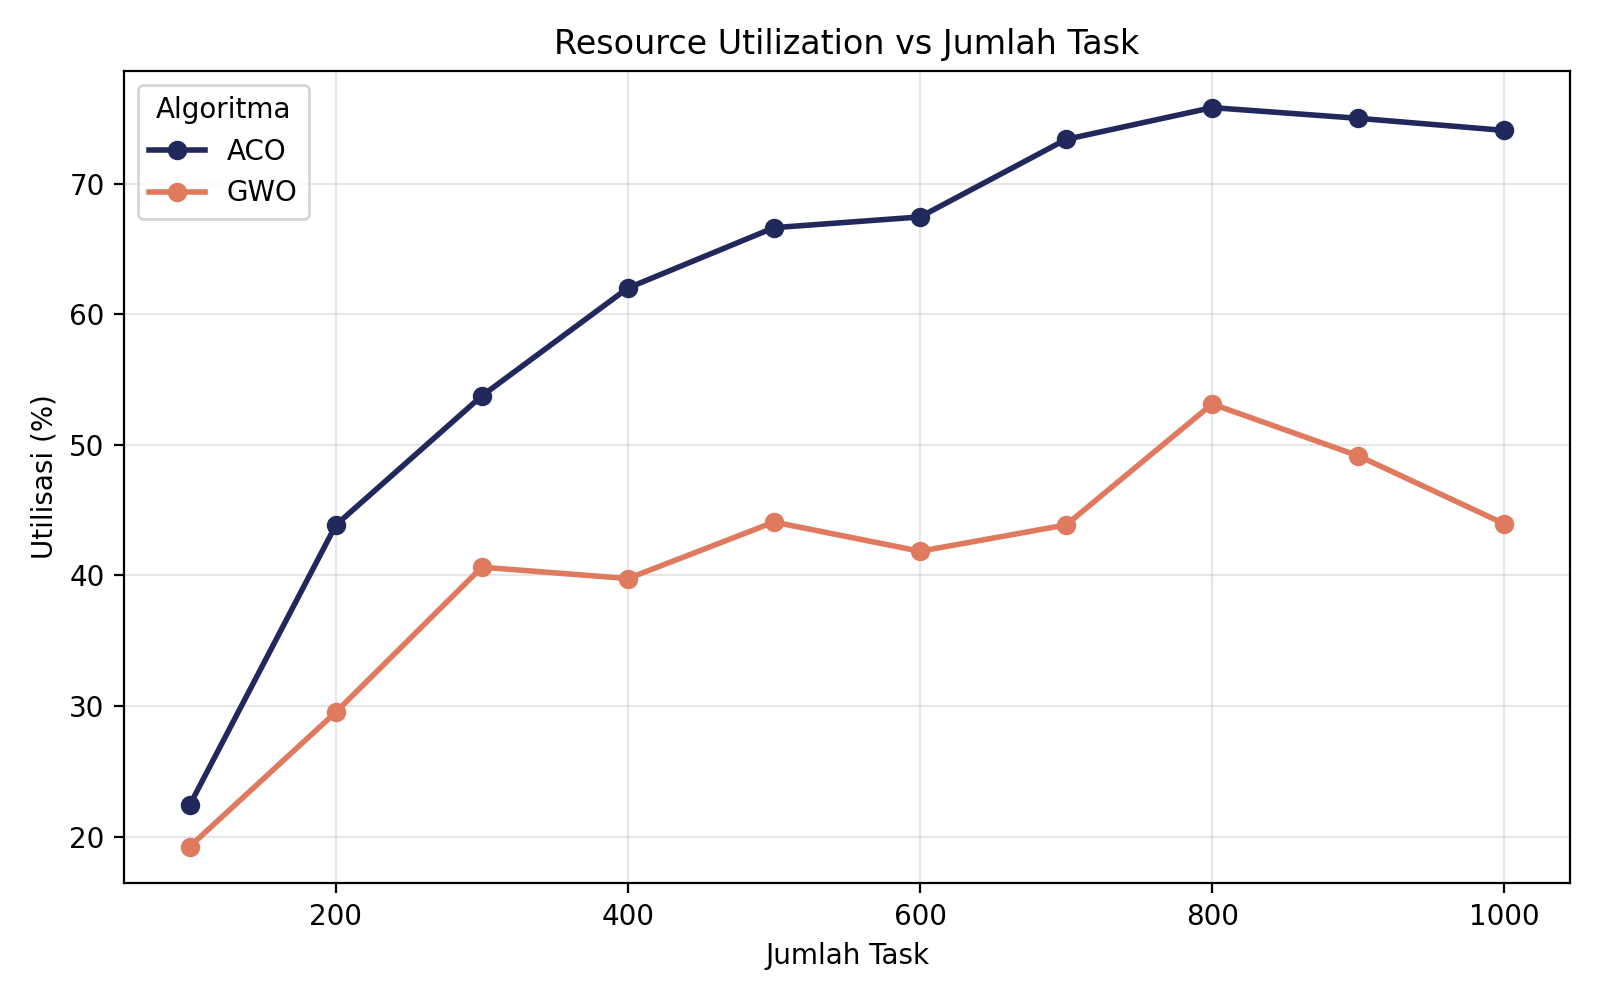 Resource Utilization vs Jumlah Task
Algoritma
ACO
GWO
70
60
50
40
30
20
Utilisasi (%)
200 400 600 800 1000
Jumlah Task